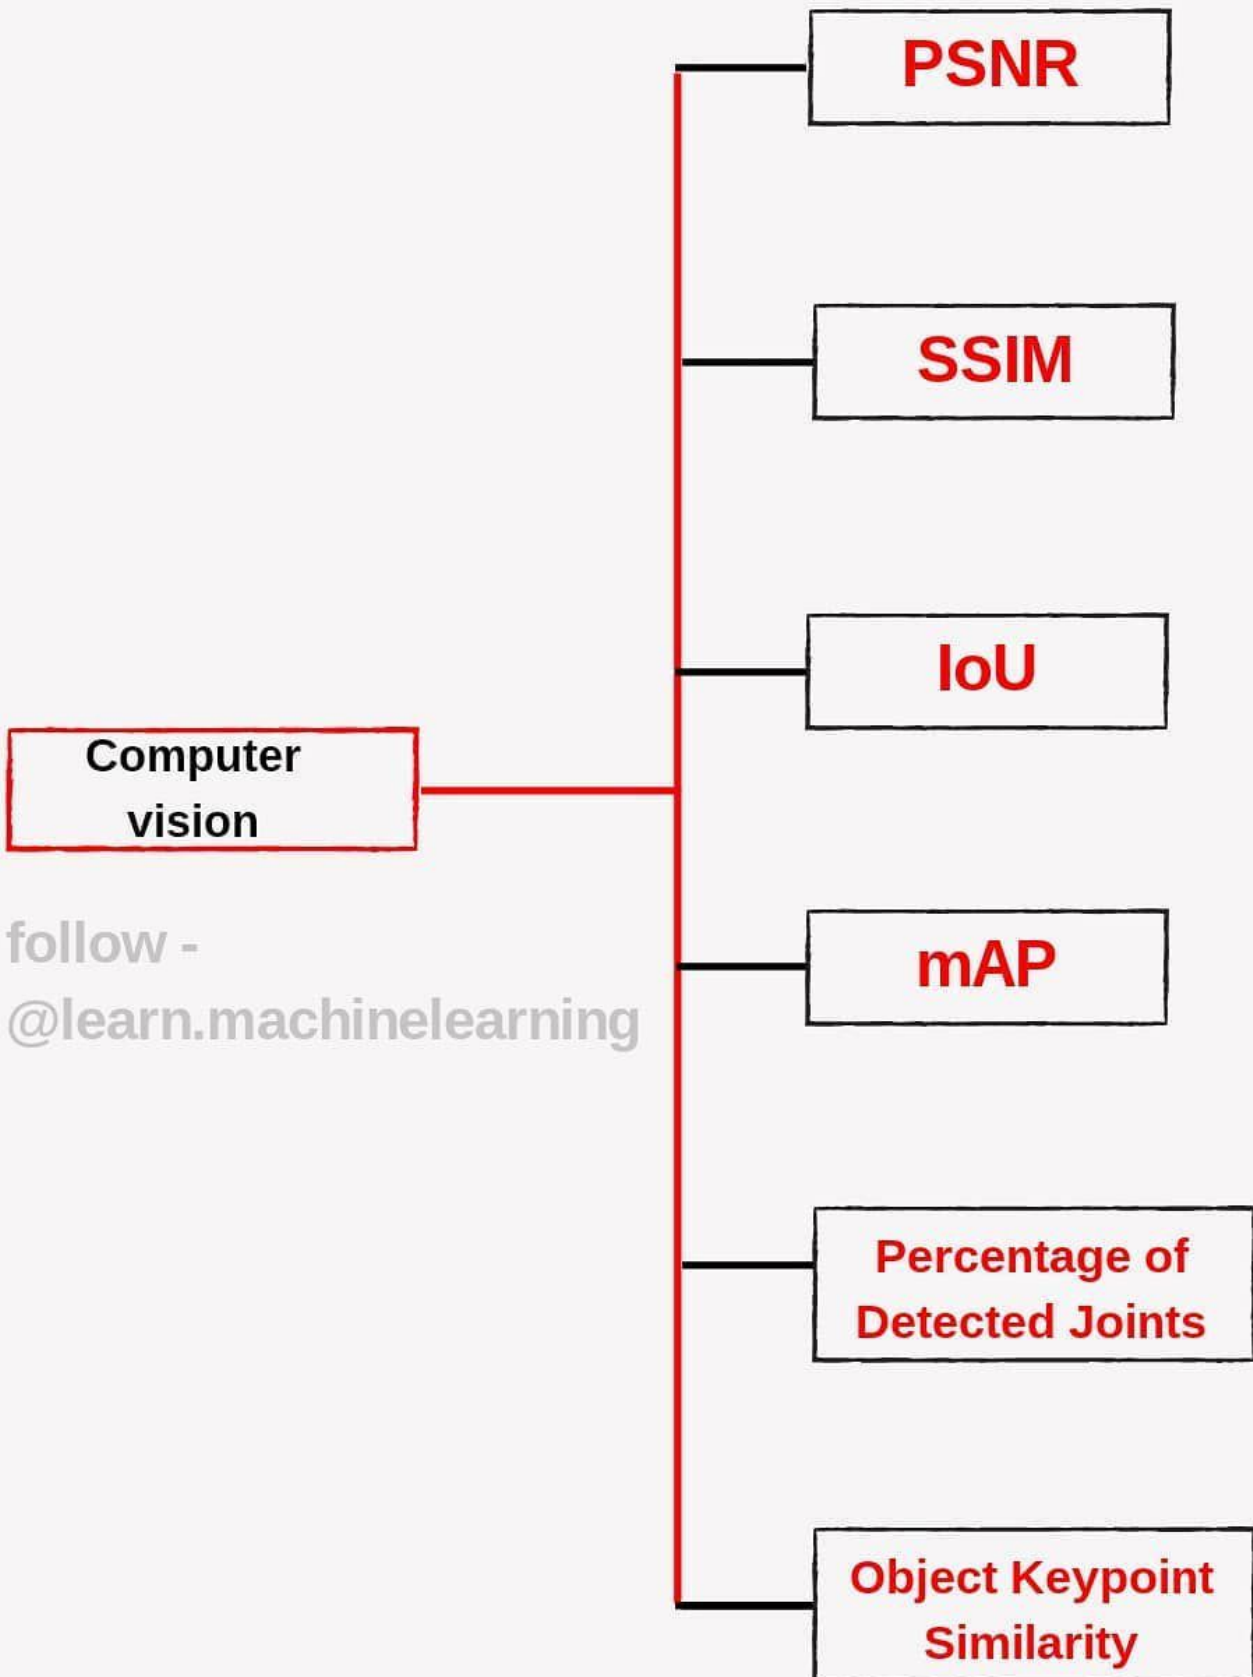 PSNR
SSIM
IoU
Computer
vision
follow -
@learn.machinelearning
mAP
Percentage of
Detected Joints
Object Keypoint
Similarity